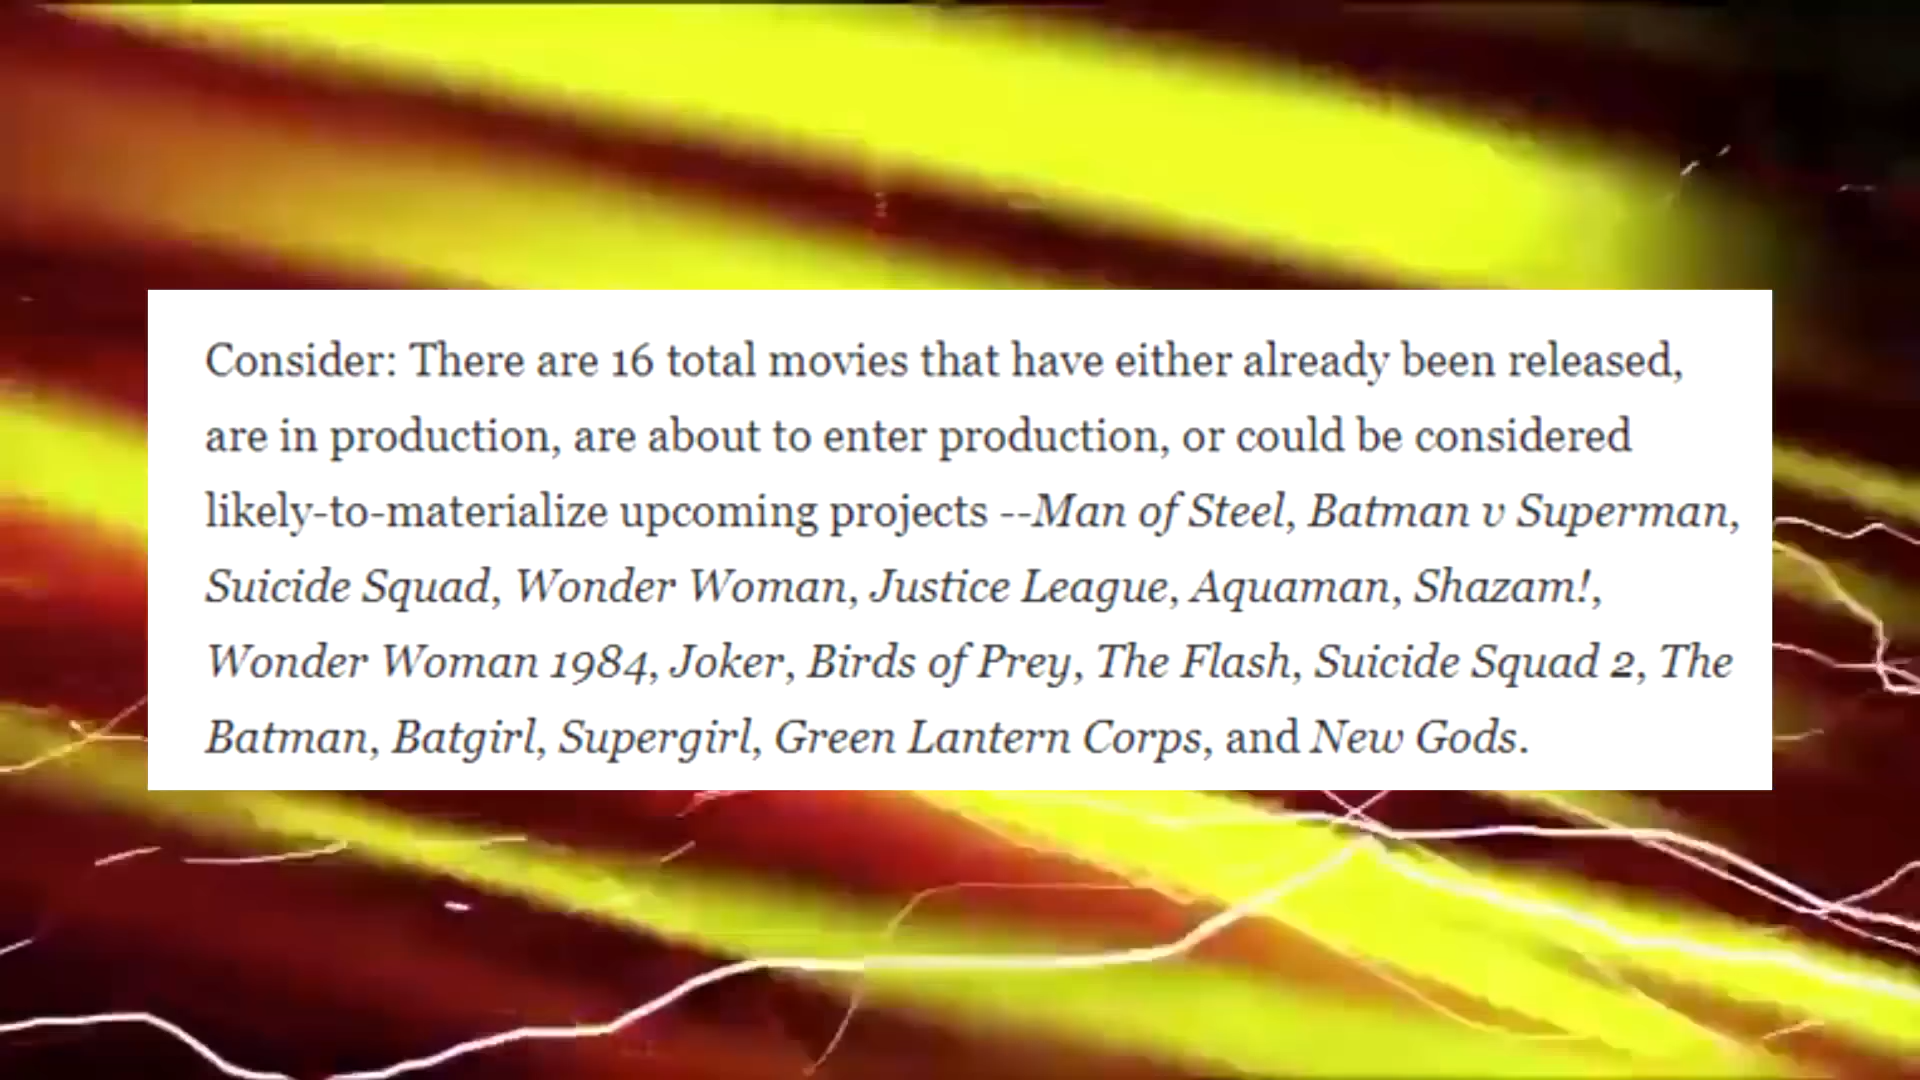 Consider: There are 16 total movies that have either already been released,
are in production, are about to enter production, or could be considered
likely-to-materialize upcoming projects --Man of Steel, Batman v Superman,
Suicide Squad, Wonder Woman, Justice League, Aquaman, Shazam!,
Wonder Woman 1984, Joker, Birds of Prey, The Flash, Suicide Squad 2, The
Batman, Batgirl, Supergirl, Green Lantern Corps, and New Gods.